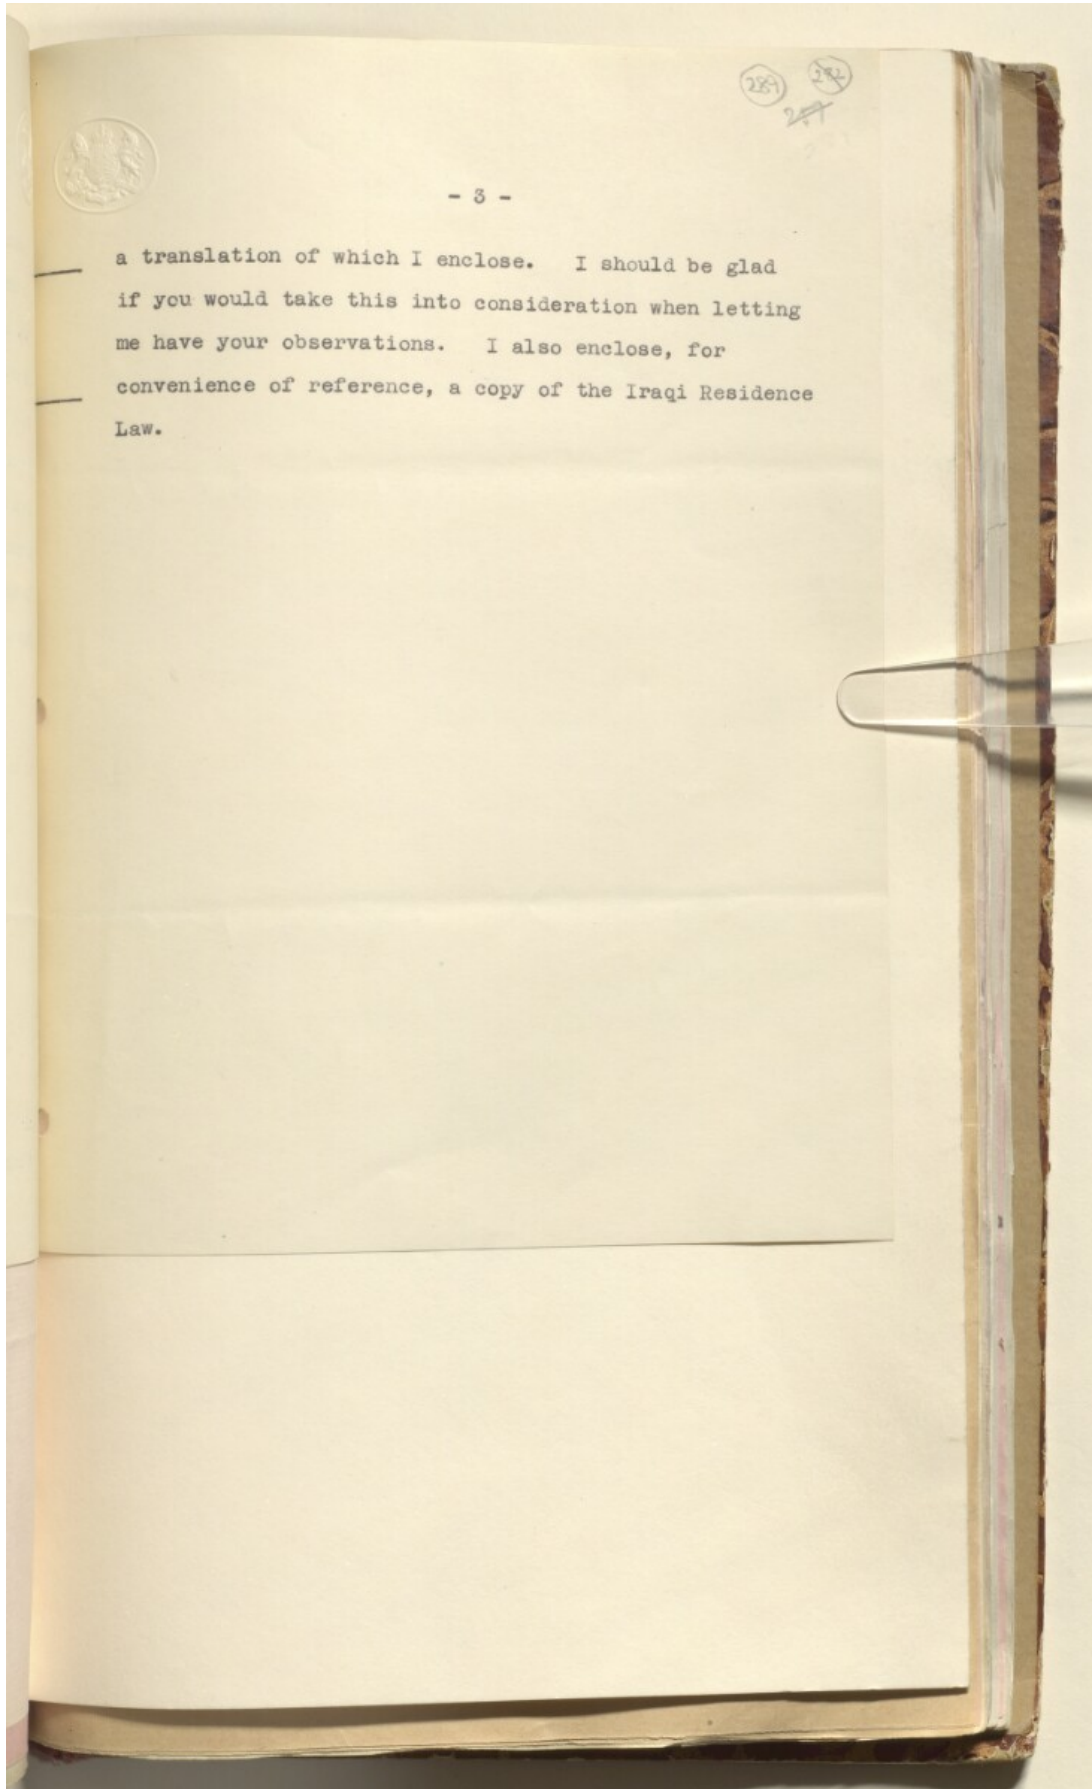 282
- 3 -
a translation of which I enclose. I should be glad
if you would take this into consideration when letting
me have your observations. I also enclose, for
convenience of reference, a copy of the Iraqi Residence
Law.